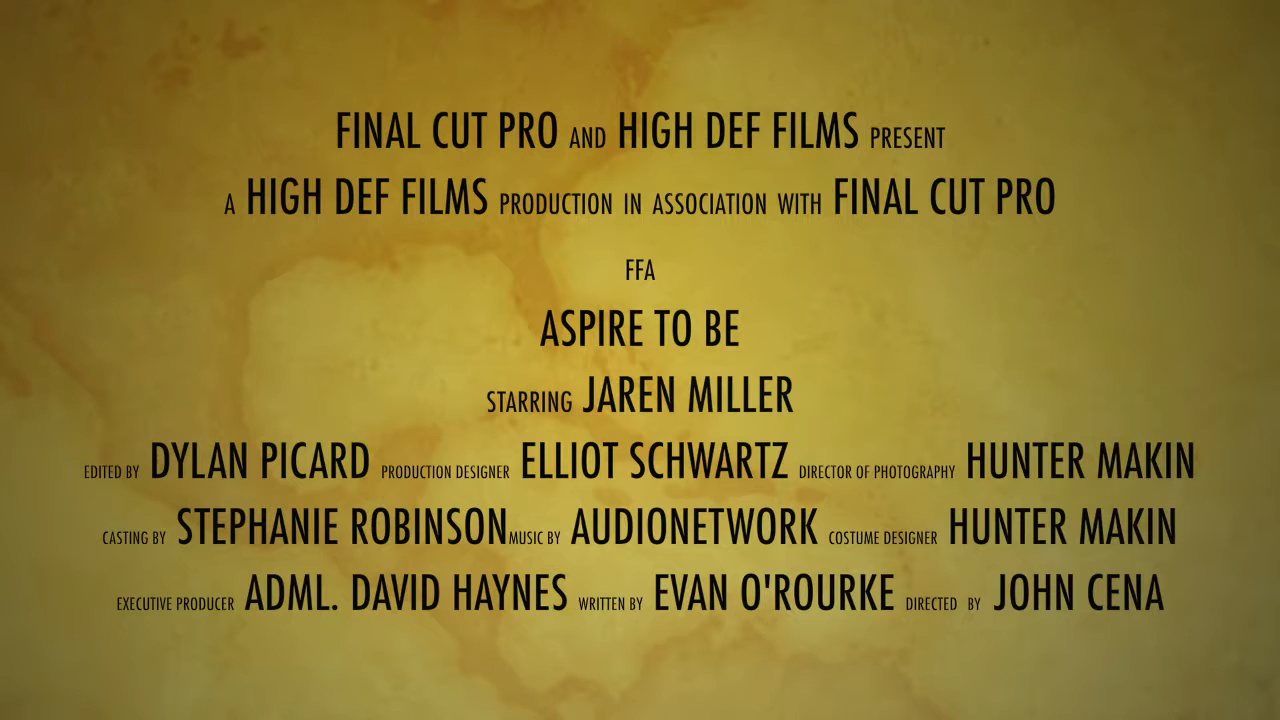 FINAL CUT PRO AND HIGH DEF FILMS PRESENT
A HIGH DEF FILMS PRODUCTION IN ASSOCIATION WITH FINAL CUT PRO
FFA
ASPIRE TO BE
STARRING JAREN MILLER
EDITED BY DYLAN PICARD PRODUCTION DESIGNER ELLIOT SCHWARTZ DIRECTOR OF PHOTOGRAPHY HUNTER MAKIN
CASTING BY STEPHANIE ROBINSON MUSIC BY AUDIONETWORK COSTUME DESIGNER HUNTER MAKIN
EXECUTIVE PRODUCER ADML. DAVID HAYNES WRITTEN BY EVAN O'ROURKE DIRECTED BY JOHN CENA